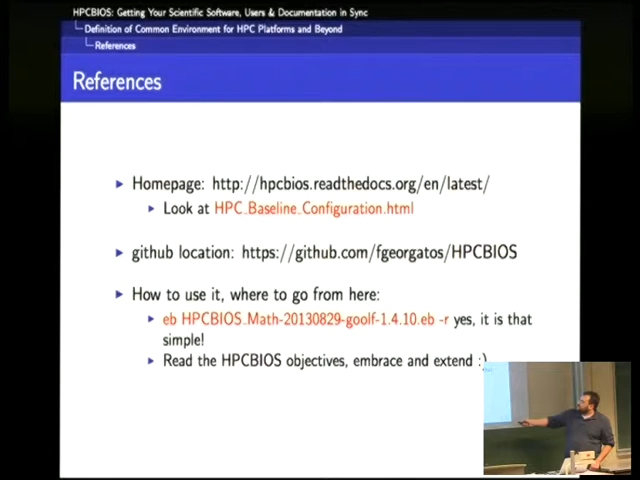 HPCBIOS: Getting Your Scientific Software, Users & Documentation in Sync
Definition of Common Environment for HPC Platforms and Beyond
References
References
Homepage: http://hpcbios.readthedocs.org/en/latest/
Look at HPC_Baseline_Configuration.html
github location: https://github.com/fgeorgatos/HPCBIOS
How to use it, where to go from here:
eb HPCBIOS_Math-20130829-goolf-1.4.10.eb -r yes, it is that
simple!
Read the HPCBIOS objectives, embrace and extend :)